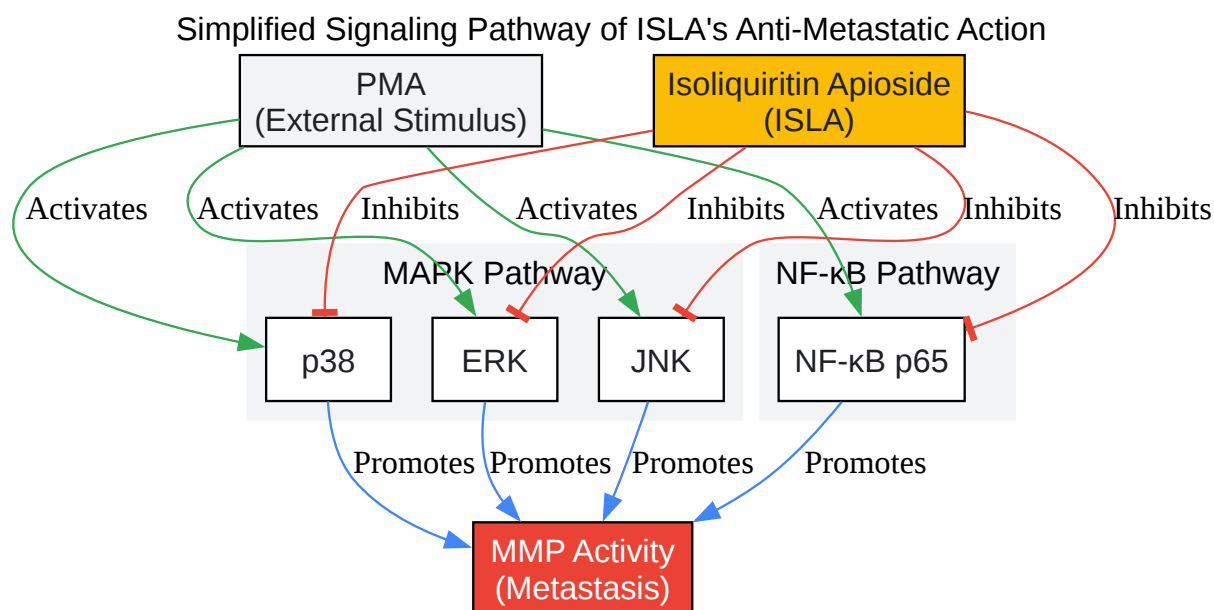 Simplified Signaling Pathway of ISLA's Anti-Metastatic Action
PMA
(External Stimulus)
Isoliquiritin Apioside
(ISLA)
Activates
Activates
Inhibits
Activates
Inhibits
Activates
Inhibits
Inhibits
MAPK Pathway
NF-κB Pathway
p38
ERK
JNK
NF-κB p65
Promotes
Promotes
Promotes
Promotes
MMP Activity
(Metastasis)